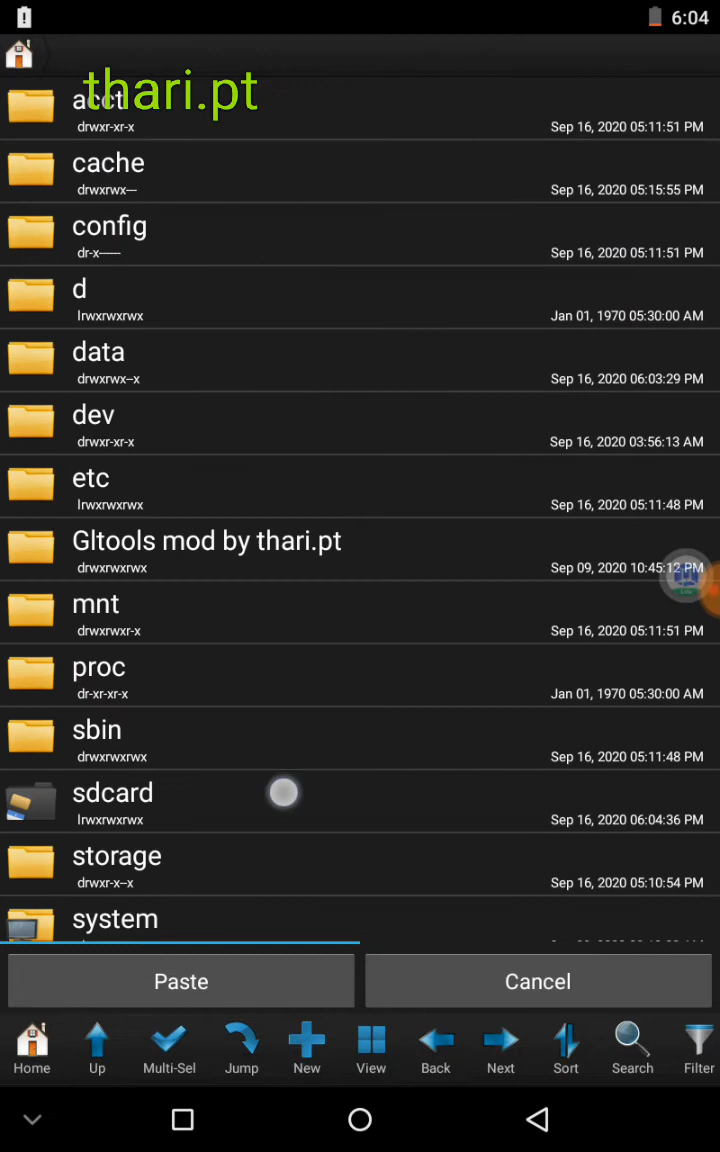 6:04
thari.pt
acct
drwxr-xr-x
Sep 16, 2020 05:11:51 PM
cache
drwxrwx---
Sep 16, 2020 05:15:55 PM
config
dr-x------
Sep 16, 2020 05:11:51 PM
d
lrwxrwxrwx
Jan 01, 1970 05:30:00 AM
data
drwxrwx--x
Sep 16, 2020 06:03:29 PM
dev
drwxr-xr-x
Sep 16, 2020 03:56:13 AM
etc
lrwxrwxrwx
Sep 16, 2020 05:11:48 PM
Gltools mod by thari.pt
drwxrwxrwx
Sep 09, 2020 10:45:12 PM
mnt
drwxrwxr-x
Sep 16, 2020 05:11:51 PM
proc
dr-xr-xr-x
Jan 01, 1970 05:30:00 AM
sbin
drwxrwxrwx
Sep 16, 2020 05:11:48 PM
sdcard
lrwxrwxrwx
Sep 16, 2020 06:04:36 PM
storage
drwxr-x--x
Sep 16, 2020 05:10:54 PM
system
Paste Cancel
Home Up Multi-Sel Jump New View Back Next Sort Search Filter